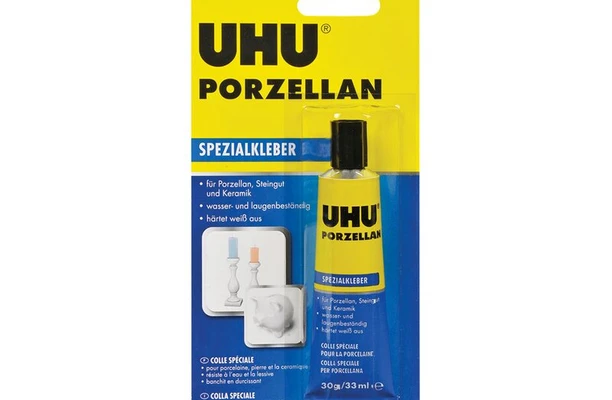 UHU®
PORZELLAN
SPEZIALKLEBER
• für Porzellan, Steingut
und Keramik
• wasser- und laugenbeständig
• härtet weiß aus
COLLE SPÉCIALE
• pour porcelaine, pierre et la céramique
• résiste à l'eau et la lessive
• blanchit en durcissant
COLLA SPECIALE
UHU®
PORZELLAN
SPEZIALKLEBER
• für Porzellan, Steingut
und Keramik
• wasser- und
laugenbeständig
• härtet weiß aus
COLLE SPÉCIALE
POUR LA PORCELAINE
COLLA SPECIALE
PER PORCELLANA
30g/33ml e